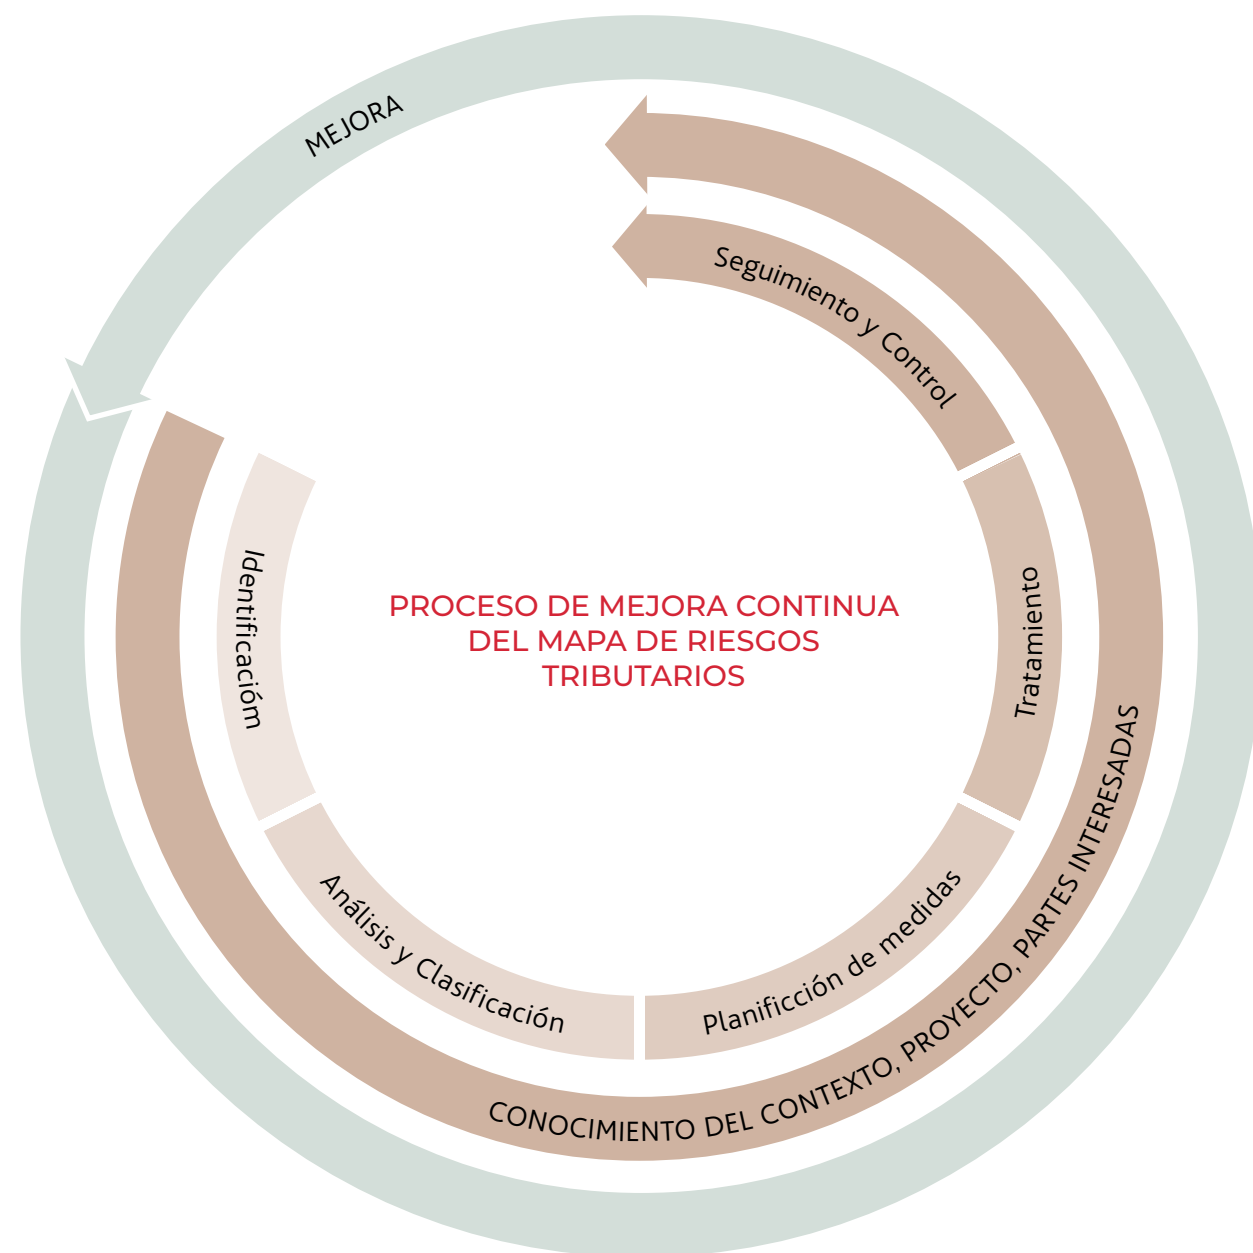 MEJORA
Seguimiento y Control
Tratamiento
Identificacióm
PROCESO DE MEJORA CONTINUA
DEL MAPA DE RIESGOS
TRIBUTARIOS
Análisis y Clasificación
Planificción de medidas
CONOCIMIENTO DEL CONTEXTO, PROYECTO, PARTES INTERESADAS